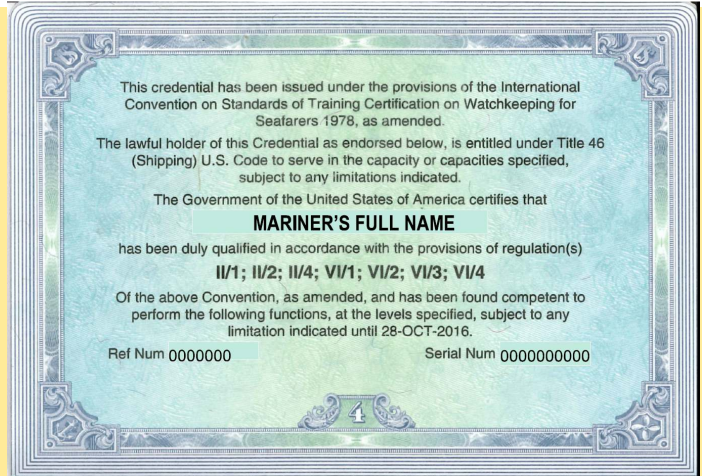 This credential has been issued under the provisions of the International
Convention on Standards of Training Certification on Watchkeeping for
Seafarers 1978, as amended.
The lawful holder of this Credential as endorsed below, is entitled under Title 46
(Shipping) U.S. Code to serve in the capacity or capacities specified,
subject to any limitations indicated.
The Government of the United States of America certifies that
MARINER'S FULL NAME
has been duly qualified in accordance with the provisions of regulation(s)
II/1; II/2; II/4; VI/1; VI/2; VI/3; VI/4
Of the above Convention, as amended, and has been found competent to
perform the following functions, at the levels specified, subject to any
limitation indicated until 28-OCT-2016.
Ref Num 0000000 Serial Num 0000000000
4